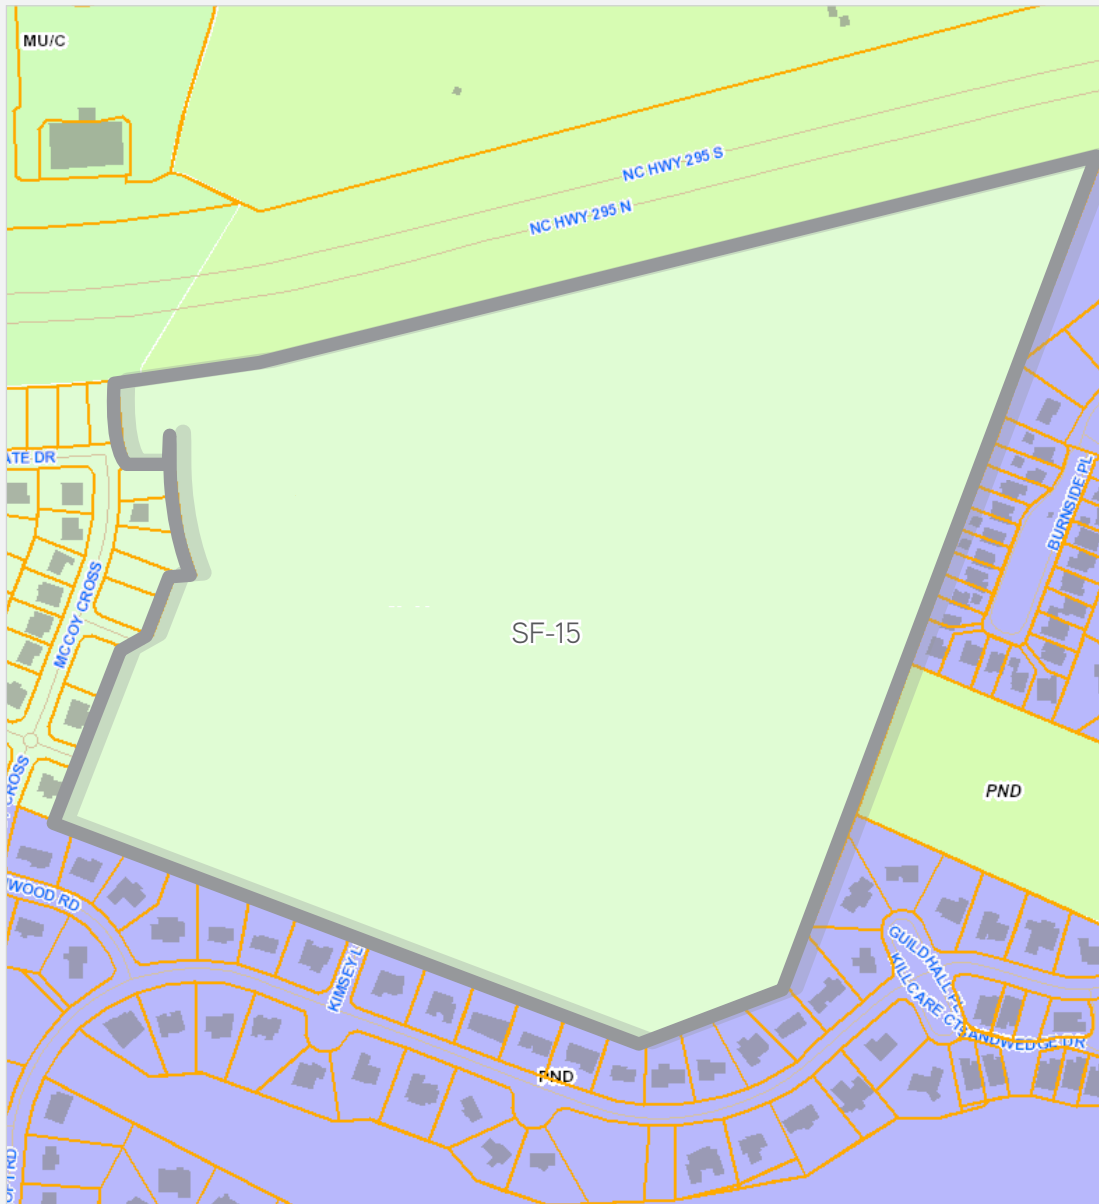 MU/C
NC HWY 295 S
NC HWY 295 N
ATE DR
BURNSIDE PL
MCCOY CROSS
SF-15
CROSS
PND
WOOD RD
KIMSEY L
GUILDHALL PL
KILLCARE CT
SANDWEDGE DR
PND